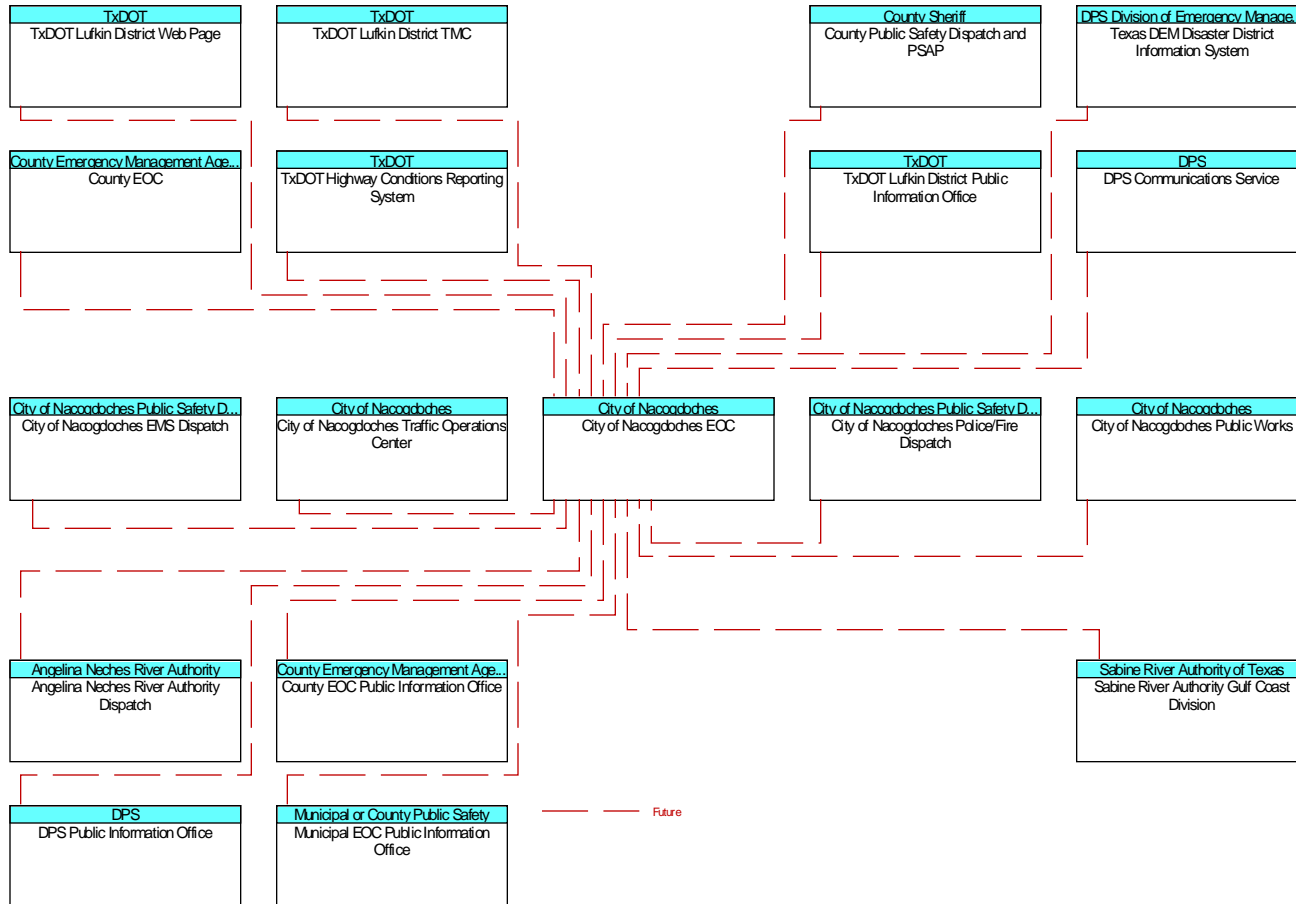 TxDOT
TxDOT Lufkin District Web Page
TxDOT
TxDOT Lufkin District TMC
County Sheriff
County Public Safety Dispatch and
PSAP
DPS Division of Emergency Manage...
Texas DEM Disaster District
Information System
County Emergency Management Age...
County EOC
TxDOT
TxDOT Highway Conditions Reporting
System
TxDOT
TxDOT Lufkin District Public
Information Office
DPS
DPS Communications Service
City of Nacogdoches Public Safety D...
City of Nacogdoches EMS Dispatch
City of Nacogdoches
City of Nacogdoches Traffic Operations
Center
City of Nacogdoches
City of Nacogdoches EOC
City of Nacogdoches Public Safety D...
City of Nacogdoches Police/Fire
Dispatch
City of Nacogdoches
City of Nacogdoches Public Works
Angelina Neches River Authority
Angelina Neches River Authority
Dispatch
County Emergency Management Age...
County EOC Public Information Office
Sabine River Authority of Texas
Sabine River Authority Gulf Coast
Division
DPS
DPS Public Information Office
Municipal or County Public Safety
Municipal EOC Public Information
Office
Future